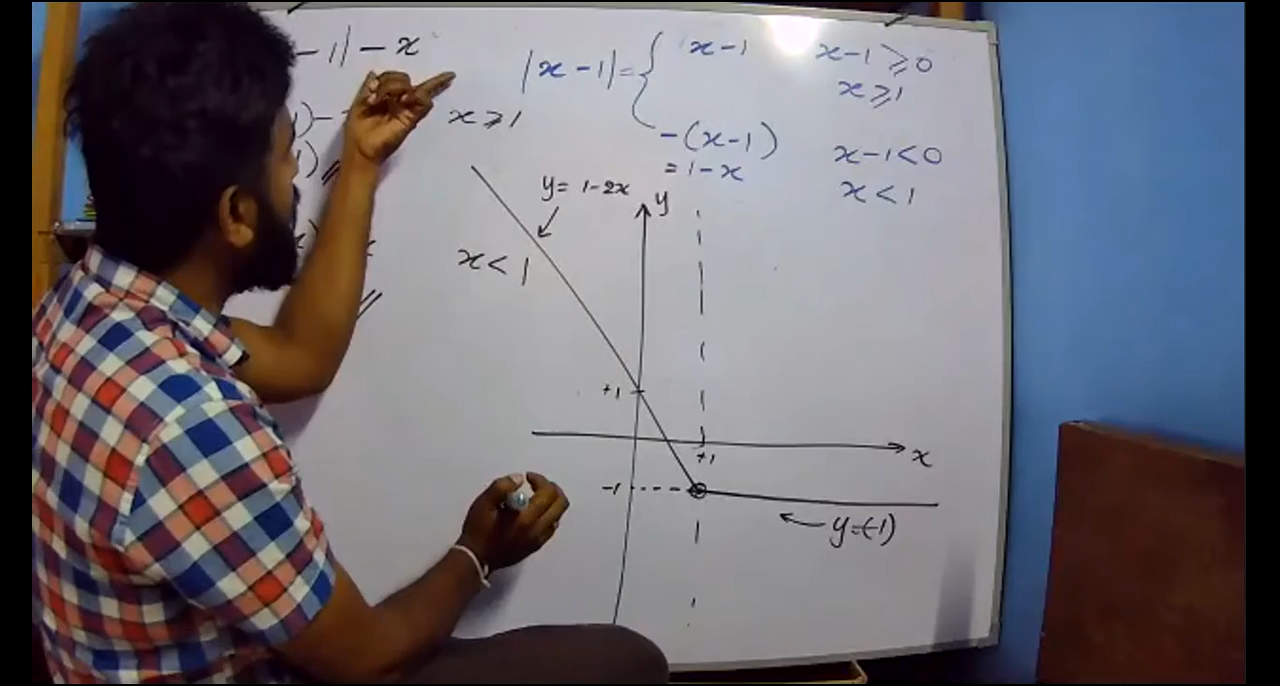 - 1| - x
x ≥ 1
|x - 1| = { x - 1    x - 1 ≥ 0
x ≥ 1
-(x - 1)    x - 1 < 0
= 1 - x    x < 1
y = 1 - 2x
y
x < 1
+1
+1
x
-1
y = (-1)